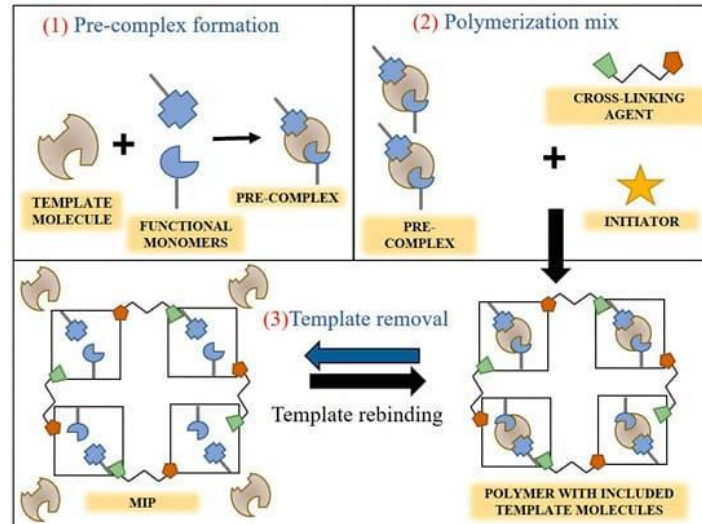 (1) Pre-complex formation
TEMPLATE
MOLECULE
FUNCTIONAL
MONOMERS
PRE-COMPLEX
(2) Polymerization mix
PRE-
COMPLEX
CROSS-LINKING
AGENT
INITIATOR
(3)Template removal
Template rebinding
MIP
POLYMER WITH INCLUDED
TEMPLATE MOLECULES